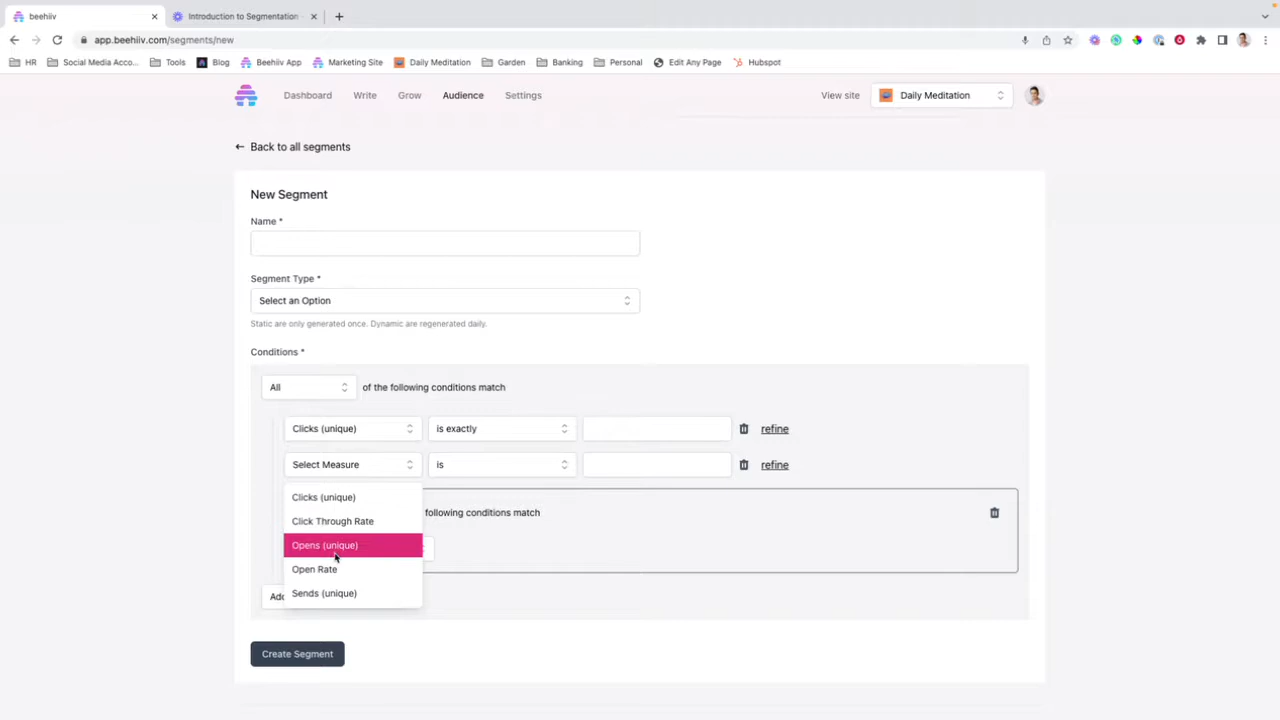 beehiiv
Introduction to Segmentation
app.beehiiv.com/segments/new
HR Social Media Acco... Tools Blog Beehiiv App Marketing Site Daily Meditation Garden Banking Personal Edit Any Page Hubspot
Dashboard Write Grow Audience Settings View site Daily Meditation
← Back to all segments
New Segment
Name *
Segment Type *
Select an Option
Static are only generated once. Dynamic are regenerated daily.
Conditions *
All of the following conditions match
Clicks (unique) is exactly refine
Select Measure is refine
Clicks (unique)
following conditions match
Click Through Rate
Opens (unique)
Open Rate
Sends (unique)
Add
Create Segment